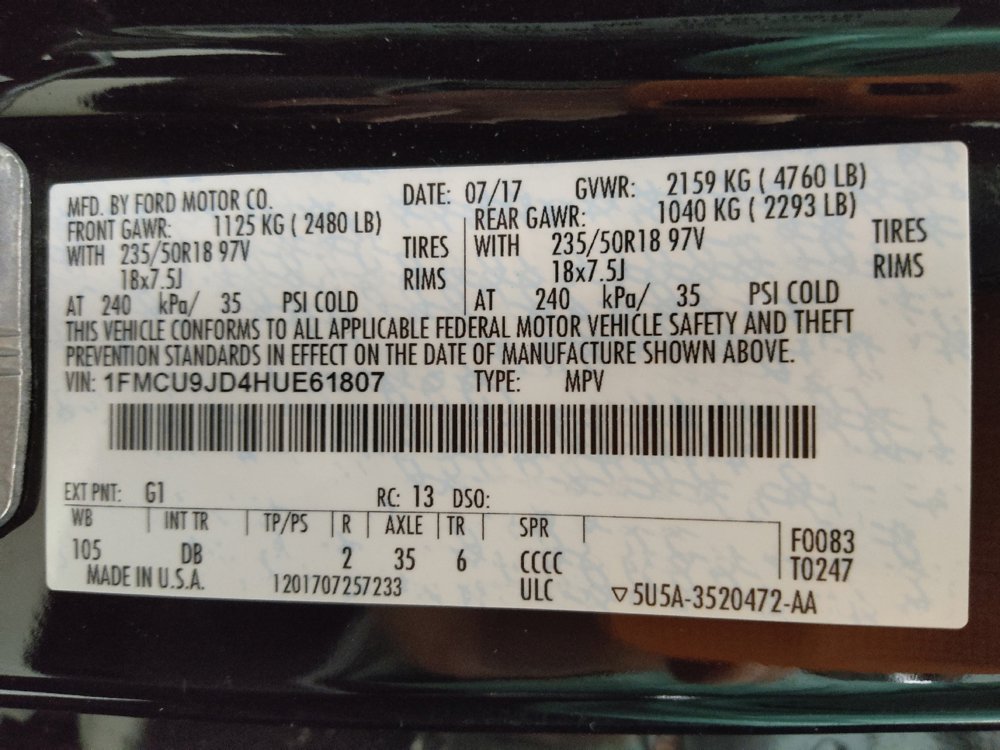 MFD. BY FORD MOTOR CO. DATE: 07/17 GVWR: 2159 KG ( 4760 LB)
FRONT GAWR: 1125 KG ( 2480 LB) REAR GAWR: 1040 KG ( 2293 LB)
WITH 235/50R18 97V TIRES WITH 235/50R18 97V TIRES
18x7.5J RIMS 18x7.5J RIMS
AT 240 kPa/ 35 PSI COLD AT 240 kPa/ 35 PSI COLD
THIS VEHICLE CONFORMS TO ALL APPLICABLE FEDERAL MOTOR VEHICLE SAFETY AND THEFT
PREVENTION STANDARDS IN EFFECT ON THE DATE OF MANUFACTURE SHOWN ABOVE.
VIN: 1FMCU9JD4HUE61807 TYPE: MPV
EXT PNT: G1 RC: 13 DSO:
WB INT TR TP/PS R AXLE TR SPR F0083
105 DB 2 35 6 CCCC T0247
MADE IN U.S.A. 1201707257233 ULC ▽5U5A-3520472-AA